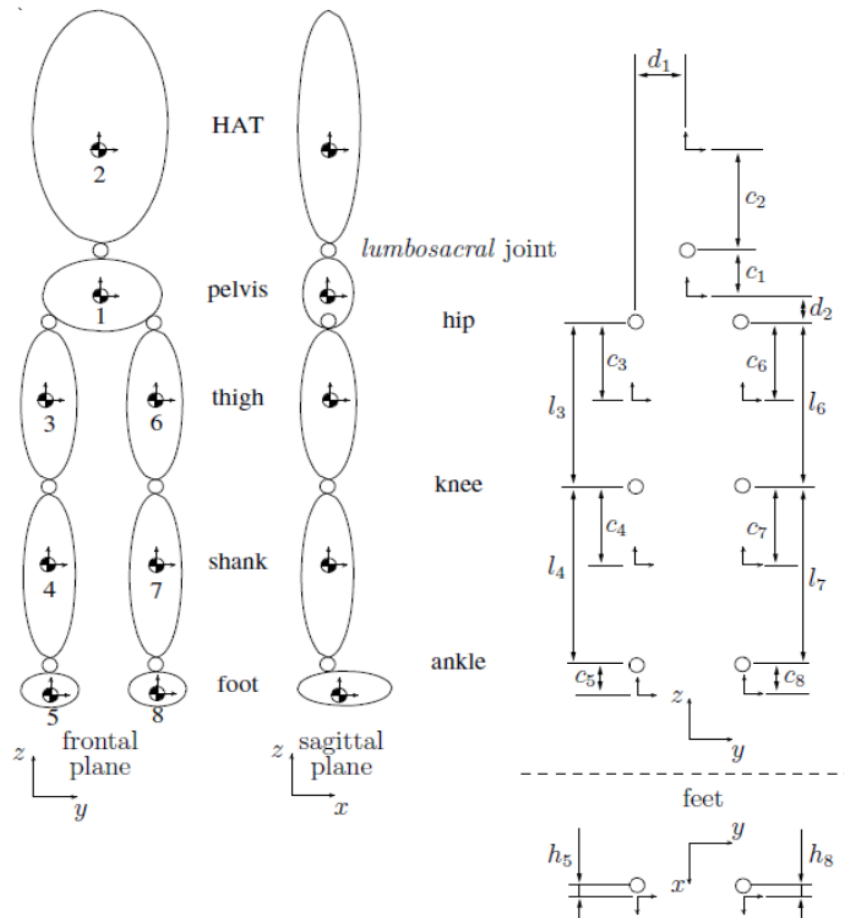 d₁
HAT
2
c₂
lumbosacral joint
c₁
pelvis
1
d₂
hip
c₃
c₆
thigh
l₃
l₆
3
6
knee
c₄
c₇
shank
l₄
l₇
4
7
ankle
foot
c₅
c₈
z
5
8
frontal
plane
z
y
z
sagittal
plane
x
y
feet
h₅
y
h₈
x